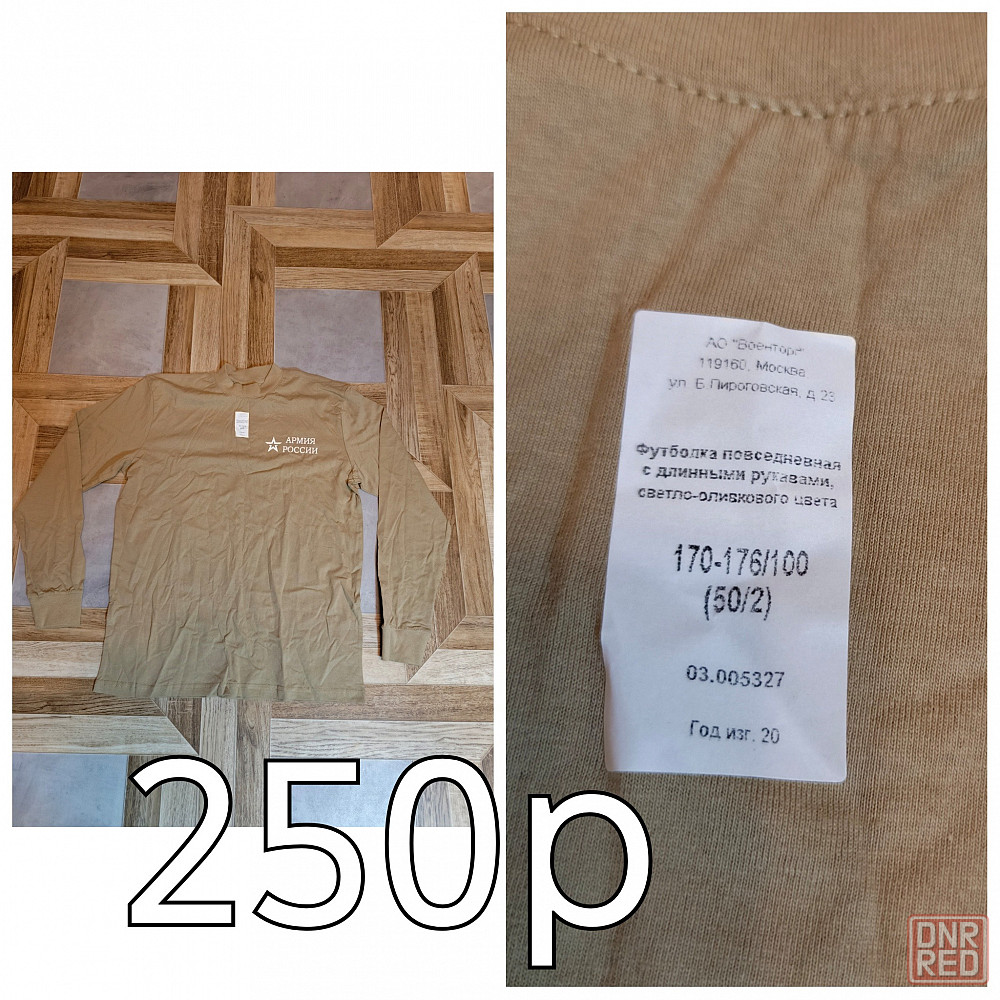 АРМИЯ
РОССИИ
АО "Военторг"
119160, Москва
ул. Б.Пироговская, д.23
Футболка повседневная
с длинными рукавами,
светло-оливкового цвета
170-176/100
(50/2)
03.005327
Год изг. 20
250р
DNR
RED